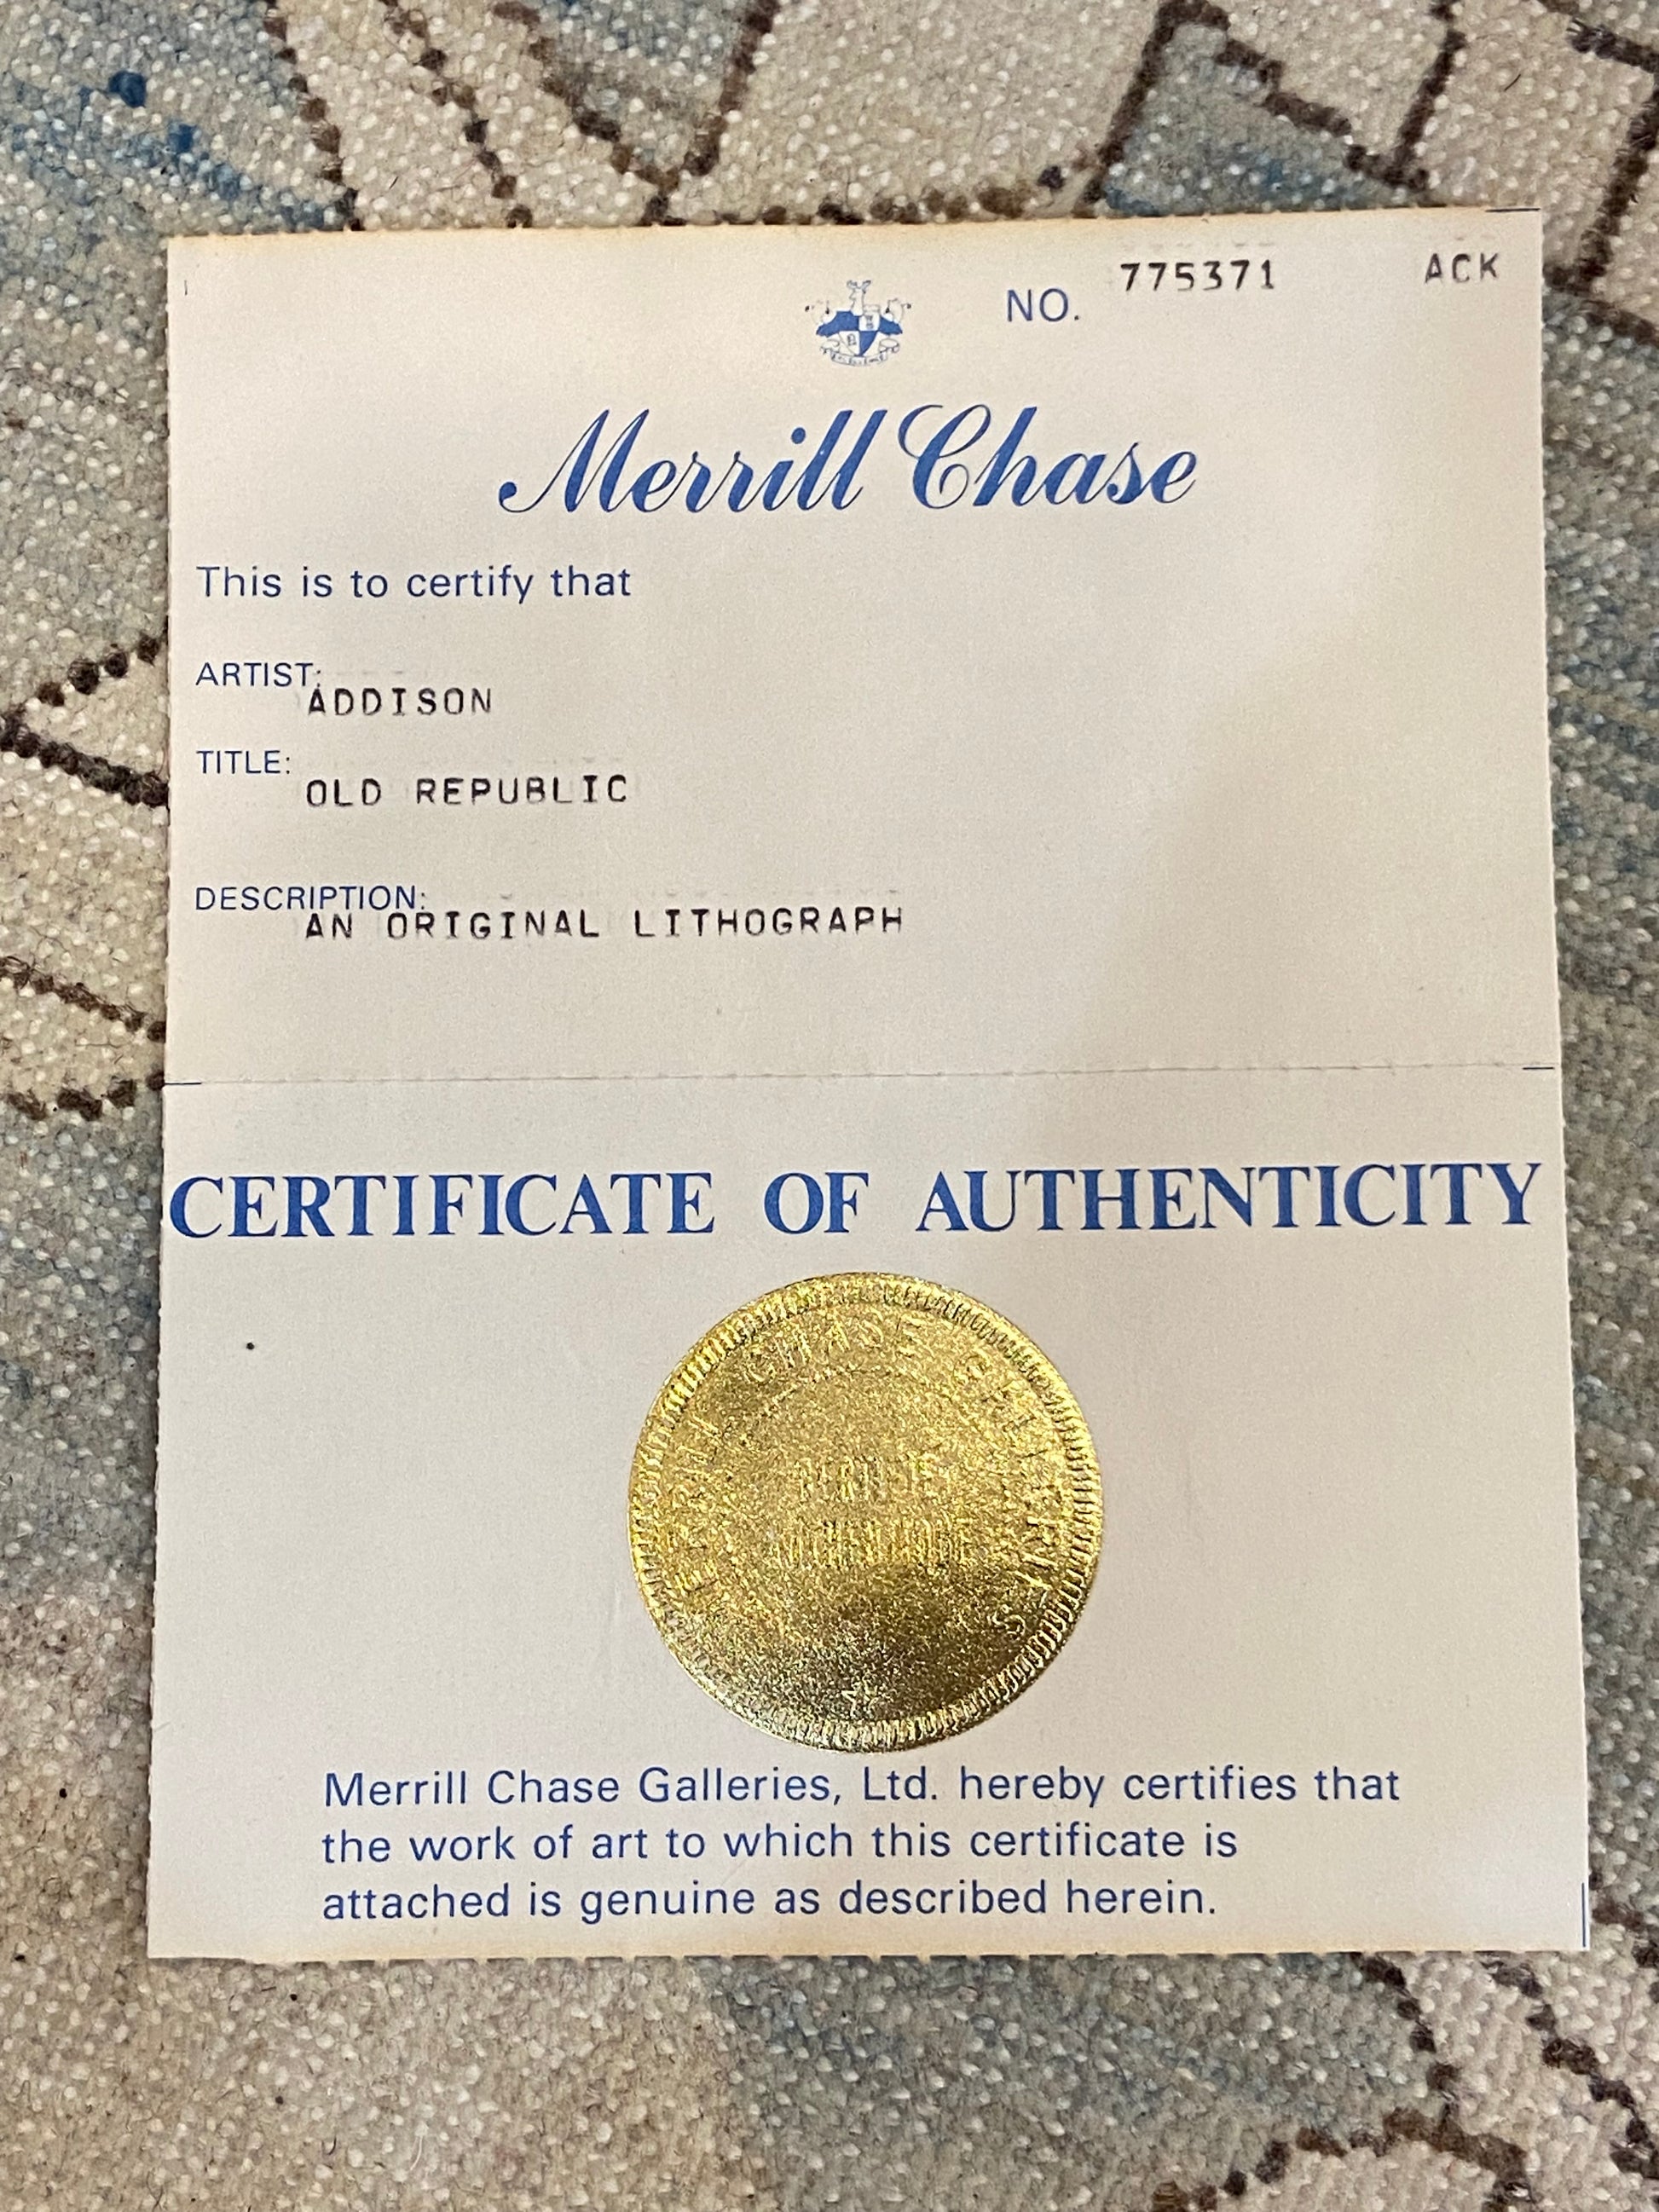 NO. 775371 ACK
Merrill Chase
This is to certify that
ARTIST:
ADDISON
TITLE:
OLD REPUBLIC
DESCRIPTION:
AN ORIGINAL LITHOGRAPH
CERTIFICATE OF AUTHENTICITY
CHASE
Merrill Chase Galleries, Ltd. hereby certifies that
the work of art to which this certificate is
attached is genuine as described herein.